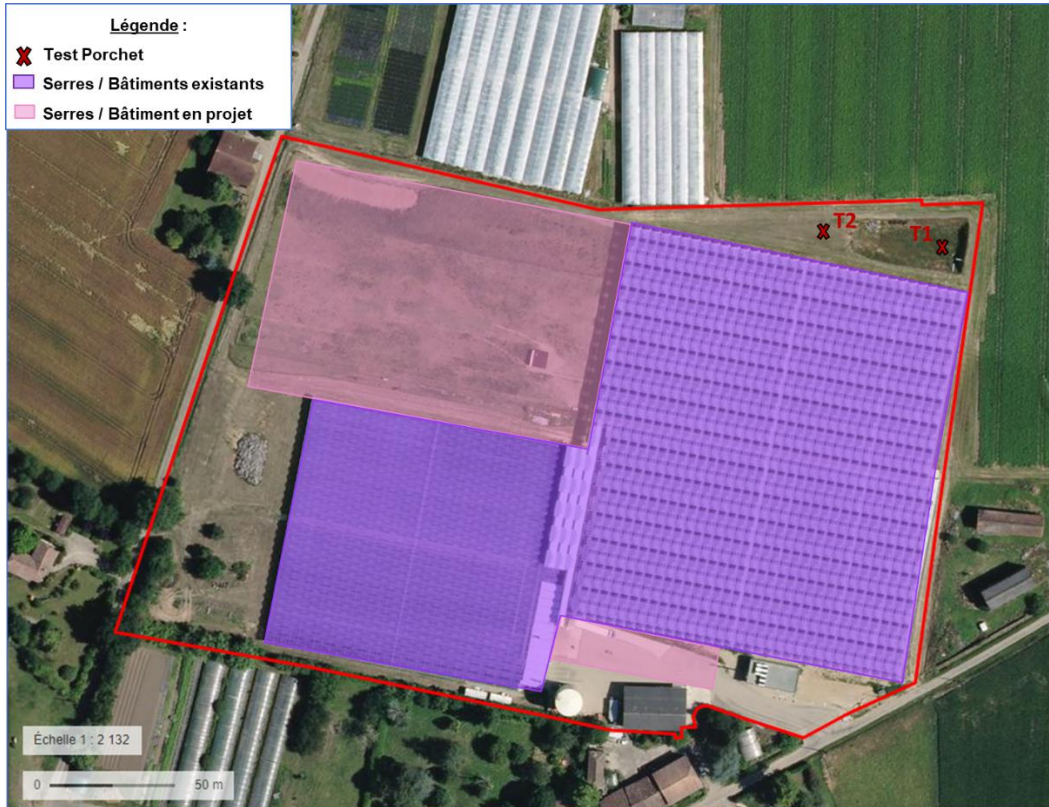 Légende :
Test Porchet
Serres / Bâtiments existants
Serres / Bâtiment en projet
T2
T1
Échelle 1 : 2 132
0 50 m